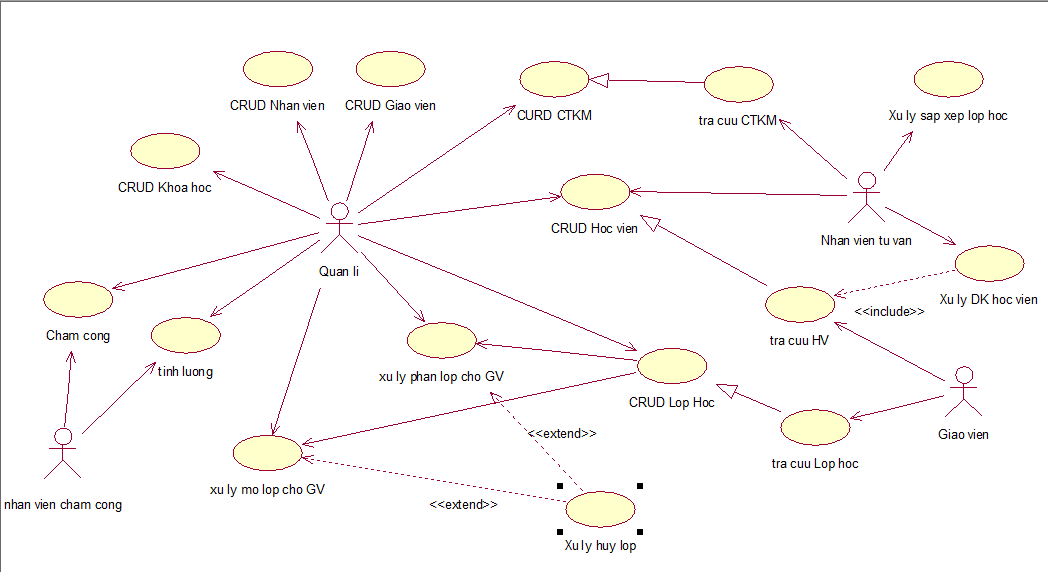 CRUD Nhan vien
CRUD Giao vien
CURD CTKM
tra cuu CTKM
Xu ly sap xep lop hoc
CRUD Khoa hoc
CRUD Hoc vien
Nhan vien tu van
Quan li
Xu ly DK hoc vien
<<include>>
Cham cong
tra cuu HV
tinh luong
xu ly phan lop cho GV
CRUD Lop Hoc
Giao vien
<<extend>>
tra cuu Lop hoc
xu ly mo lop cho GV
<<extend>>
nhan vien cham cong
Xu ly huy lop